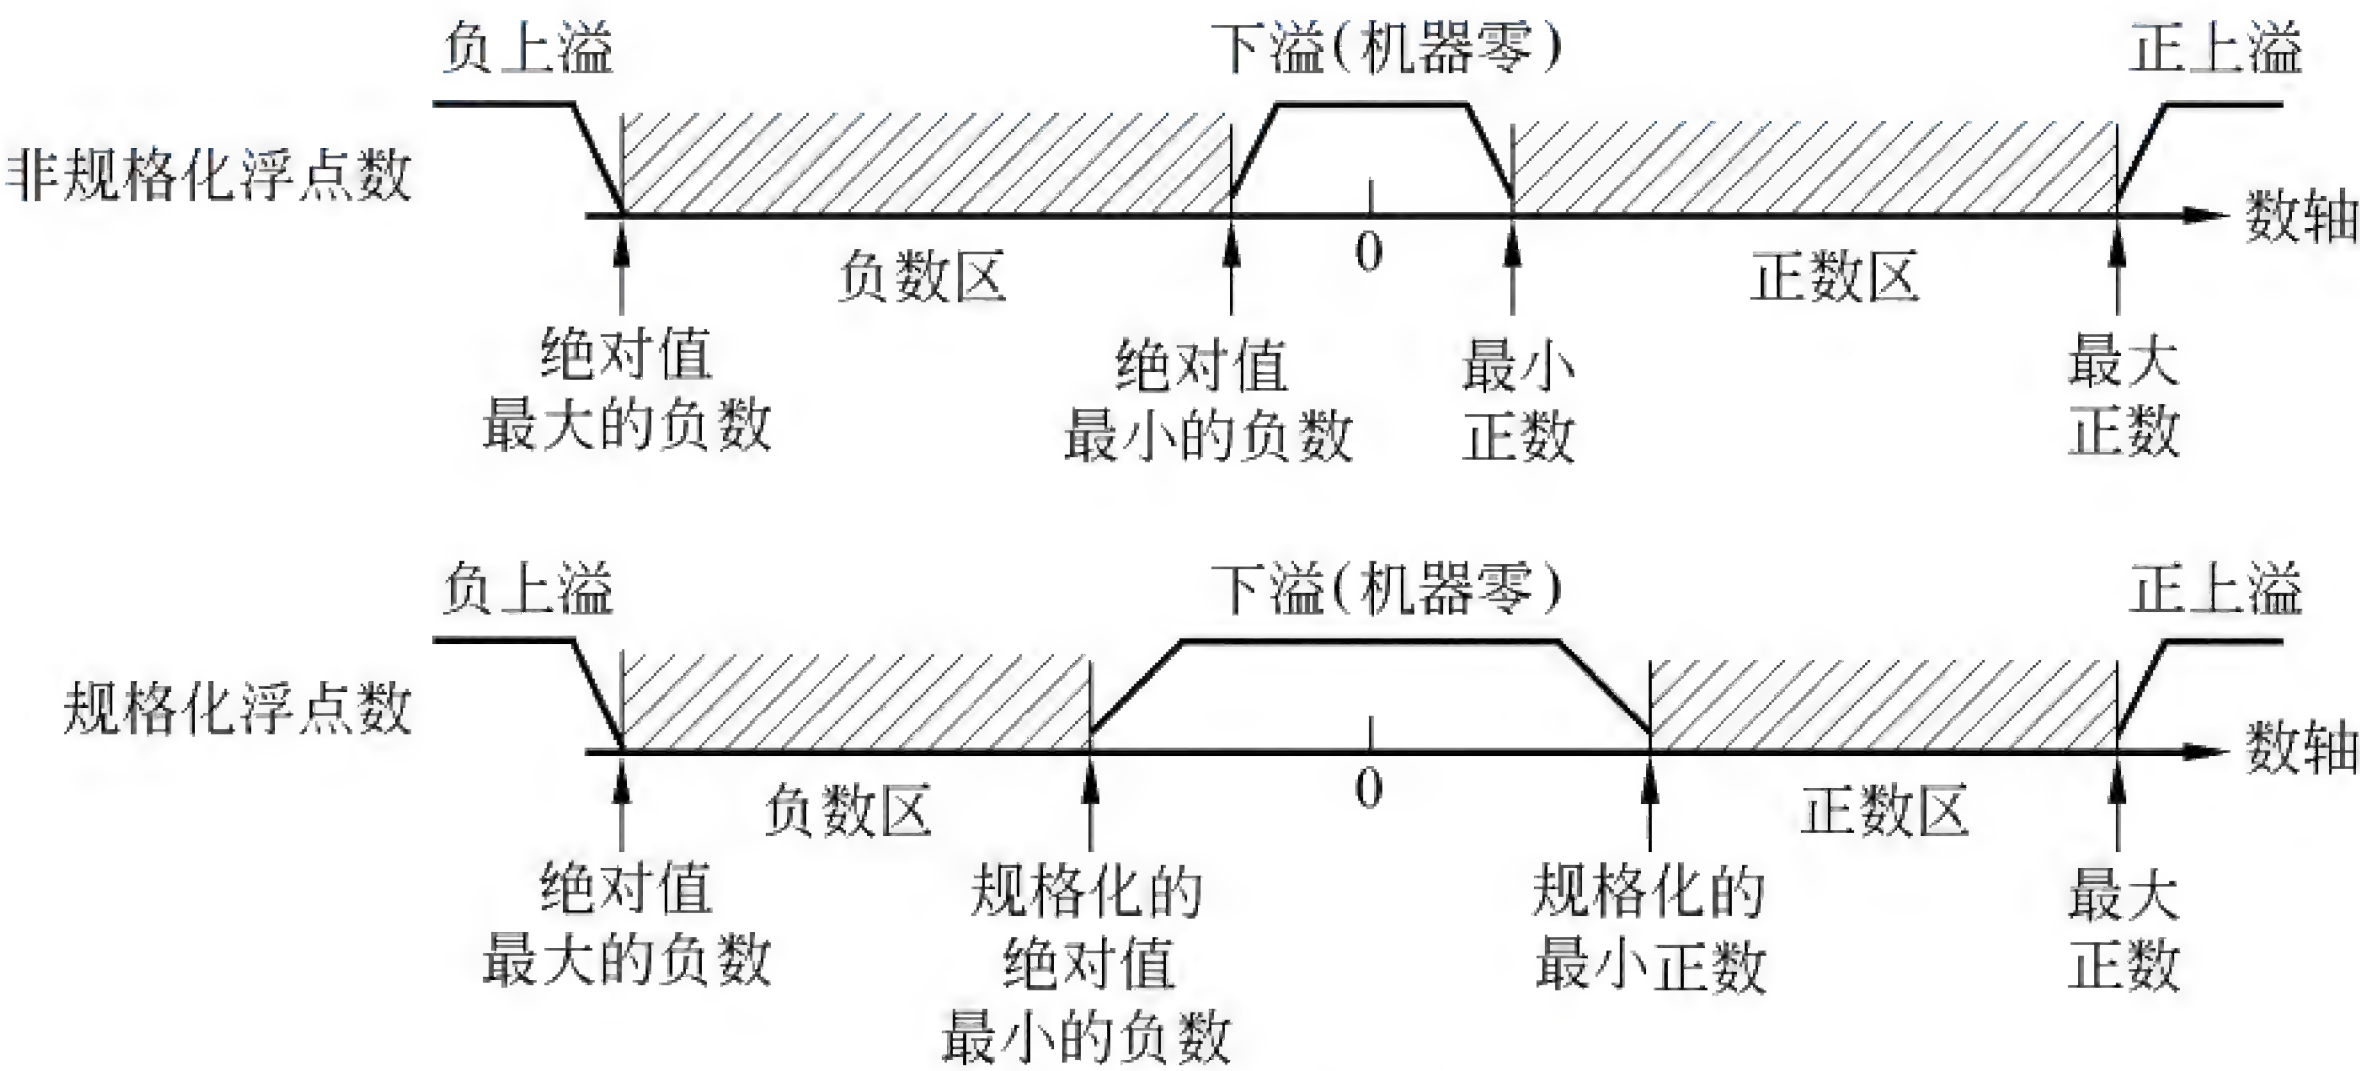 负上溢
下溢(机器零)
正上溢
非规格化浮点数
数轴
负数区
0
正数区
绝对值
最大的负数
绝对值
最小的负数
最小
正数
最大
正数
负上溢
下溢(机器零)
正上溢
规格化浮点数
数轴
负数区
0
正数区
绝对值
最大的负数
规格化的
绝对值
最小的负数
规格化的
最小正数
最大
正数